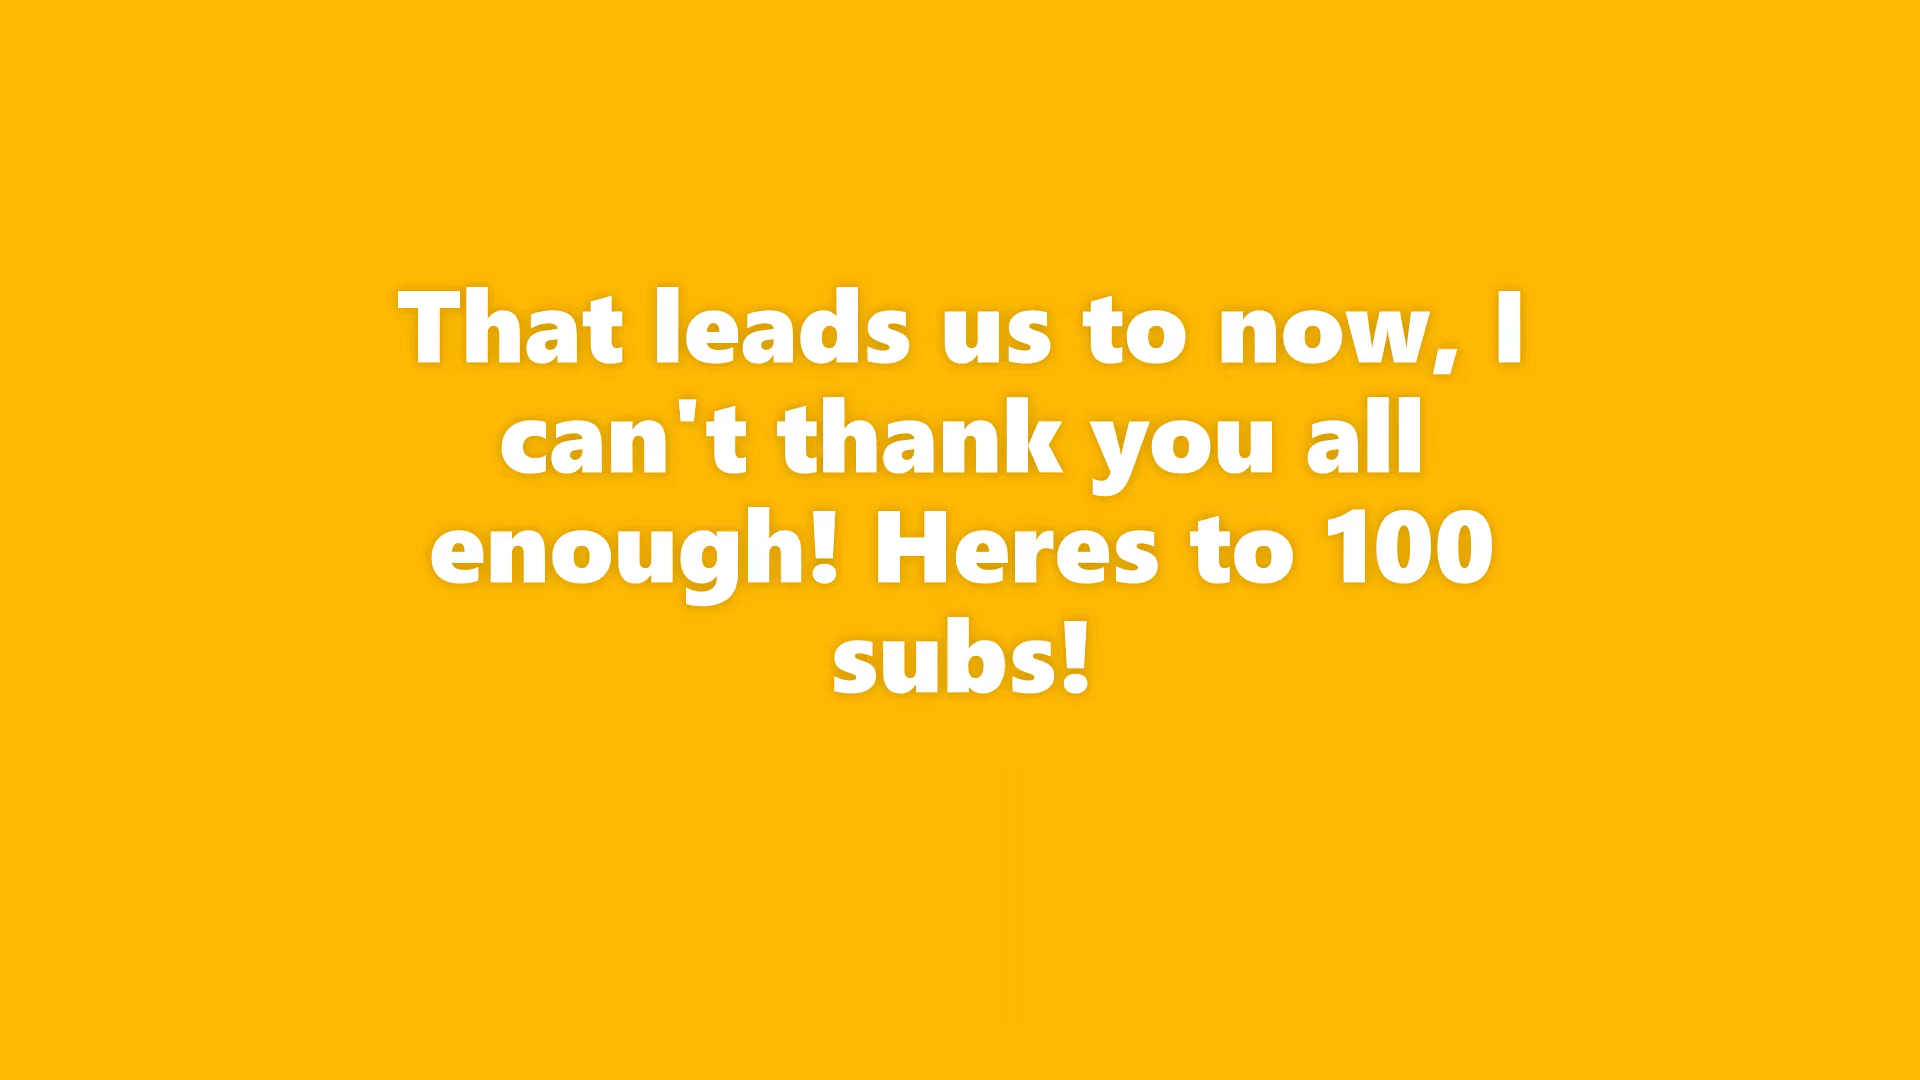 That leads us to now, I
can't thank you all
enough! Heres to 100
subs!